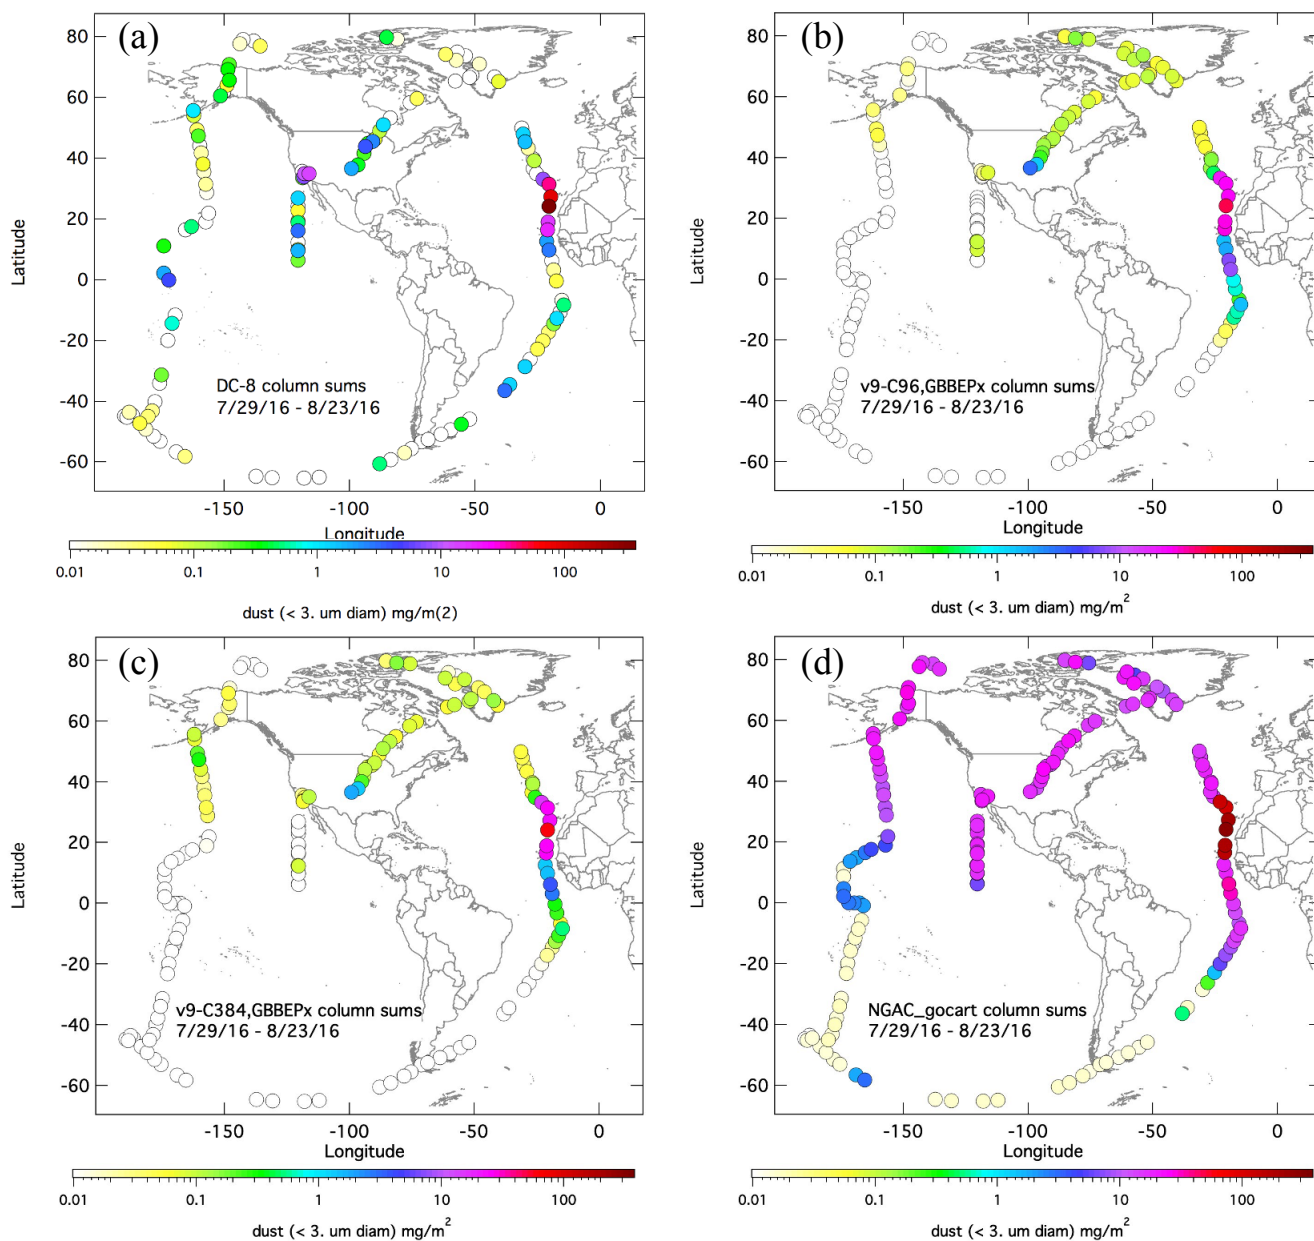 (a)
80
60
40
20
0
-20
-40
-60
Latitude
DC-8 column sums
7/29/16 - 8/23/16
-150
-100
-50
0
Longitude
0.01
0.1
1
10
100
dust (< 3. um diam) mg/m(2)
(b)
80
60
40
20
0
-20
-40
-60
Latitude
v9-C96,GBBEPx column sums
7/29/16 - 8/23/16
-150
-100
-50
0
Longitude
0.01
0.1
1
10
100
dust (< 3. um diam) mg/m²
(c)
80
60
40
20
0
-20
-40
-60
Latitude
v9-C384,GBBEPx column sums
7/29/16 - 8/23/16
-150
-100
-50
0
Longitude
0.01
0.1
1
10
100
dust (< 3. um diam) mg/m²
(d)
80
60
40
20
0
-20
-40
-60
Latitude
NGAC_gocart column sums
7/29/16 - 8/23/16
-150
-100
-50
0
Longitude
0.01
0.1
1
10
100
dust (< 3. um diam) mg/m²